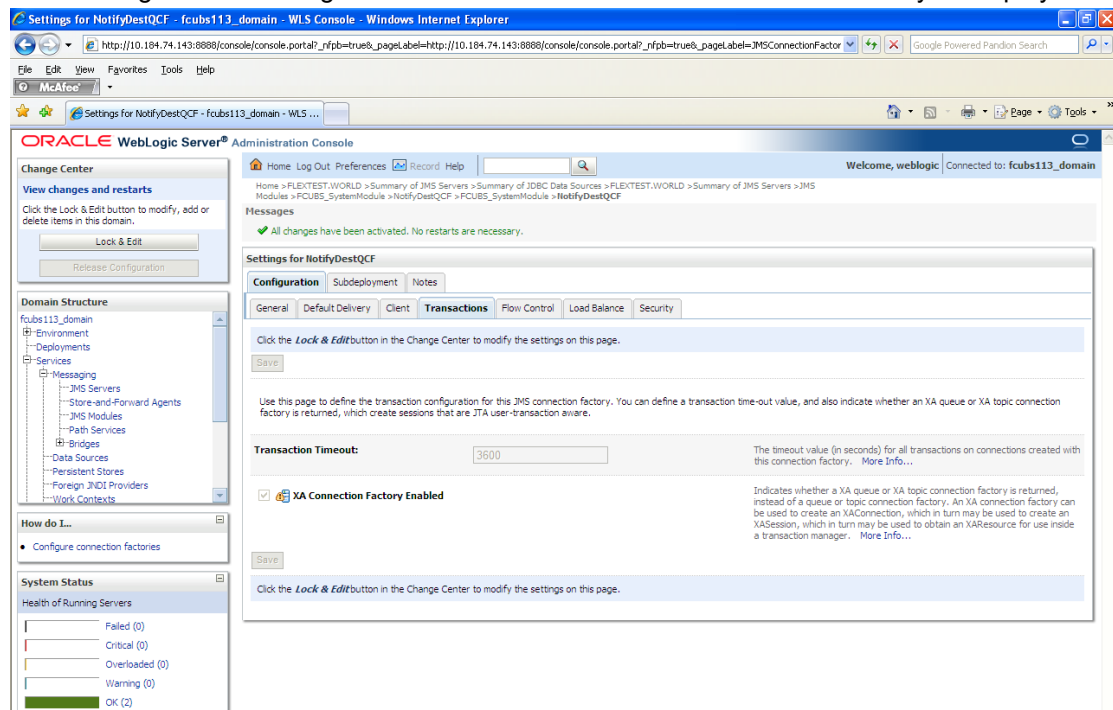 Settings for NotifyDestQCF - fcubs113_domain - WLS Console - Windows Internet Explorer
http://10.184.74.143:8888/console/console.portal?_nfpb=true&_pageLabel=http://10.184.74.143:8888/console/console.portal?_nfpb=true&_pageLabel=JMSConnectionFactor
Google Powered Pandion Search
File Edit View Favorites Tools Help
McAfee
Settings for NotifyDestQCF - fcubs113_domain - WLS ...
Page Tools
ORACLE WebLogic Server® Administration Console
Change Center
View changes and restarts
Click the Lock & Edit button to modify, add or
delete items in this domain.
Lock & Edit
Release Configuration
Domain Structure
fcubs113_domain
Environment
Deployments
Services
Messaging
JMS Servers
Store-and-Forward Agents
JMS Modules
Path Services
Bridges
Data Sources
Persistent Stores
Foreign JNDI Providers
Work Contexts
How do I...
Configure connection factories
System Status
Health of Running Servers
Failed (0)
Critical (0)
Overloaded (0)
Warning (0)
OK (2)
Home Log Out Preferences Record Help
Welcome, weblogic Connected to: fcubs113_domain
Home >FLEXTEST.WORLD >Summary of JMS Servers >Summary of JDBC Data Sources >FLEXTEST.WORLD >Summary of JMS Servers >JMS
Modules >FCUBS_SystemModule >NotifyDestQCF >FCUBS_SystemModule >NotifyDestQCF
Messages
All changes have been activated. No restarts are necessary.
Settings for NotifyDestQCF
Configuration Subdeployment Notes
General Default Delivery Client Transactions Flow Control Load Balance Security
Click the Lock & Edit button in the Change Center to modify the settings on this page.
Save
Use this page to define the transaction configuration for this JMS connection factory. You can define a transaction time-out value, and also indicate whether an XA queue or XA topic connection
factory is returned, which create sessions that are JTA user-transaction aware.
Transaction Timeout:
3600
The timeout value (in seconds) for all transactions on connections created with
this connection factory. More Info...
XA Connection Factory Enabled
Indicates whether a XA queue or XA topic connection factory is returned,
instead of a queue or topic connection factory. An XA connection factory can
be used to create an XAConnection, which in turn may be used to create an
XASession, which in turn may be used to obtain an XAResource for use inside
a transaction manager. More Info...
Save
Click the Lock & Edit button in the Change Center to modify the settings on this page.